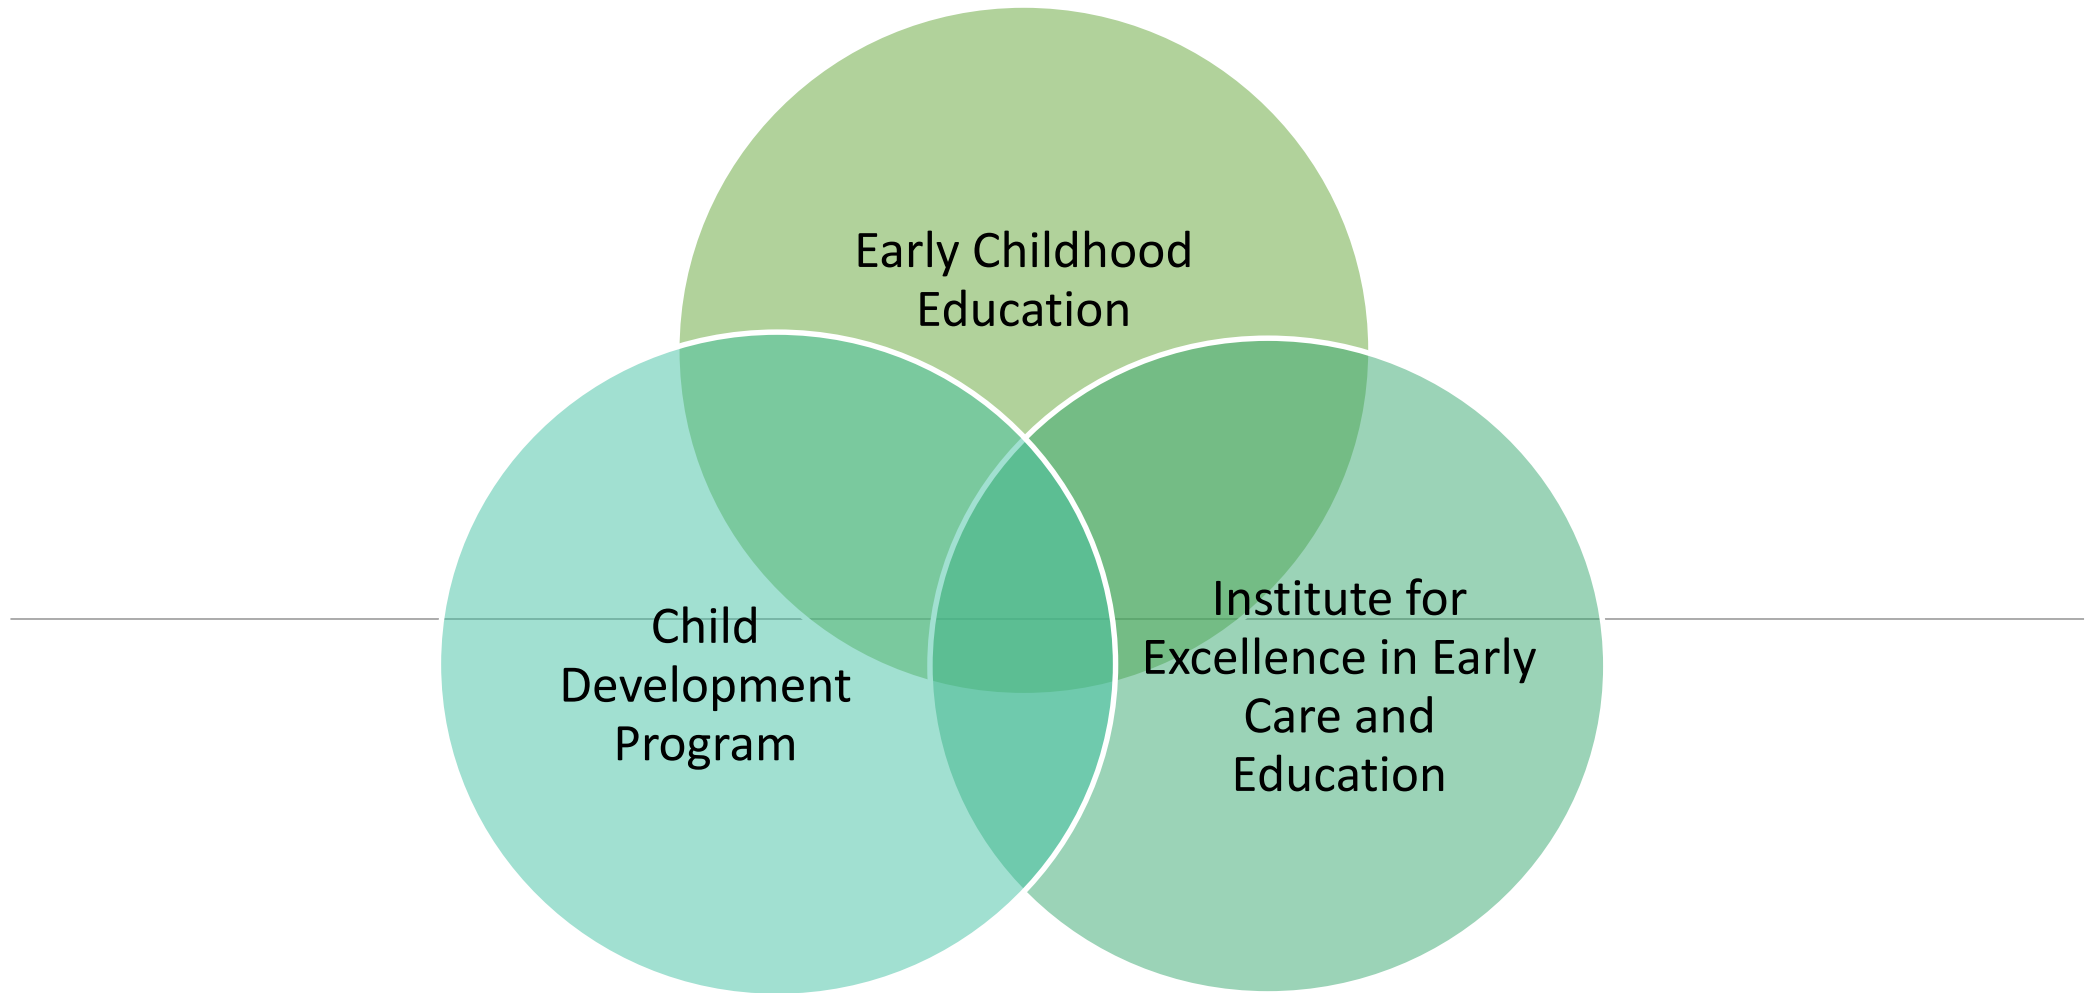 Early Childhood
Education
Child
Development
Program
Institute for
Excellence in Early
Care and
Education